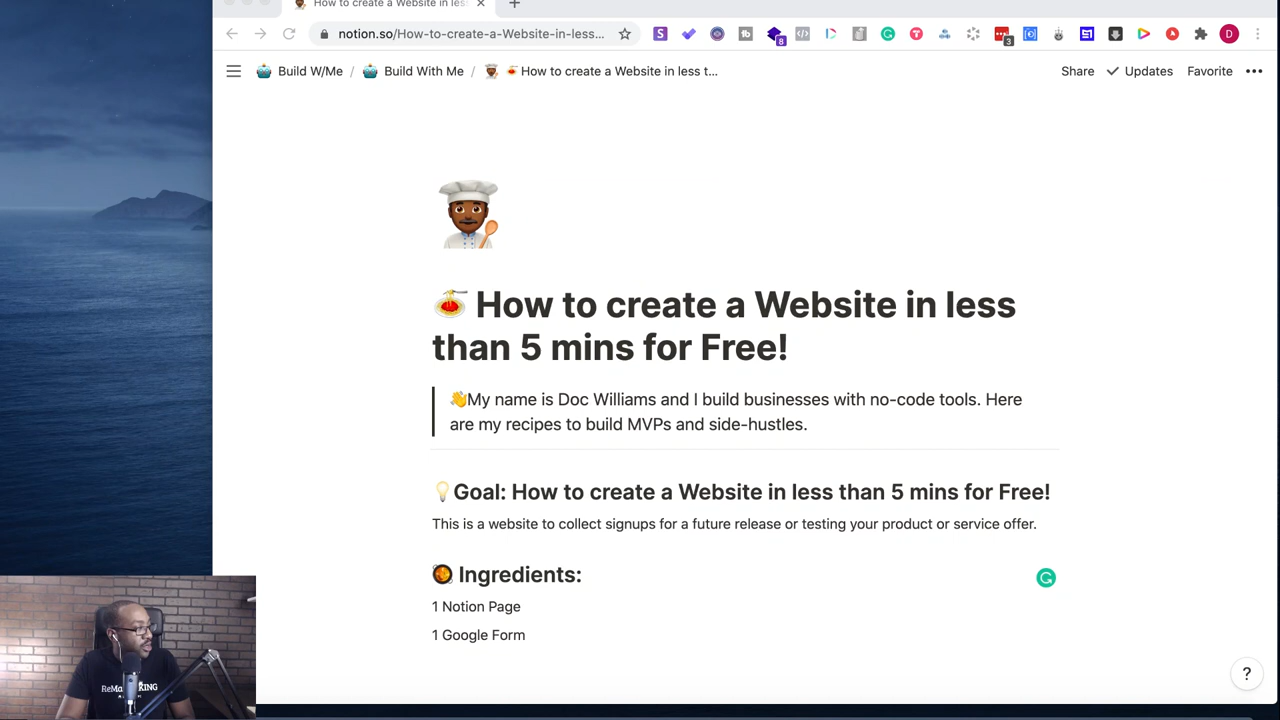 How to create a Website in les
notion.so/How-to-create-a-Website-in-less...
8
3
D
Build W/Me / Build With Me / How to create a Website in less t...
Share Updates Favorite
How to create a Website in less
than 5 mins for Free!
👋My name is Doc Williams and I build businesses with no-code tools. Here
are my recipes to build MVPs and side-hustles.
💡Goal: How to create a Website in less than 5 mins for Free!
This is a website to collect signups for a future release or testing your product or service offer.
Ingredients:
1 Notion Page
1 Google Form
?